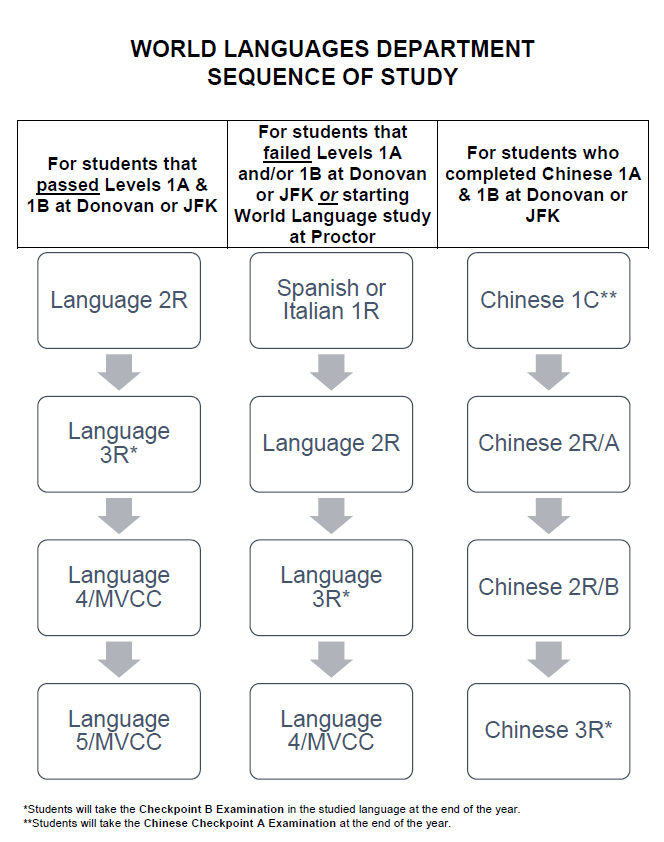 WORLD LANGUAGES DEPARTMENT
SEQUENCE OF STUDY
For students that
passed Levels 1A &
1B at Donovan or JFK
For students that
failed Levels 1A
and/or 1B at Donovan
or JFK or starting
World Language study
at Proctor
For students who
completed Chinese 1A
& 1B at Donovan or
JFK
Language 2R
Language
3R*
Language
4/MVCC
Language
5/MVCC
Spanish or
Italian 1R
Language 2R
Language
3R*
Language
4/MVCC
Chinese 1C**
Chinese 2R/A
Chinese 2R/B
Chinese 3R*
*Students will take the Checkpoint B Examination in the studied language at the end of the year.
**Students will take the Chinese Checkpoint A Examination at the end of the year.